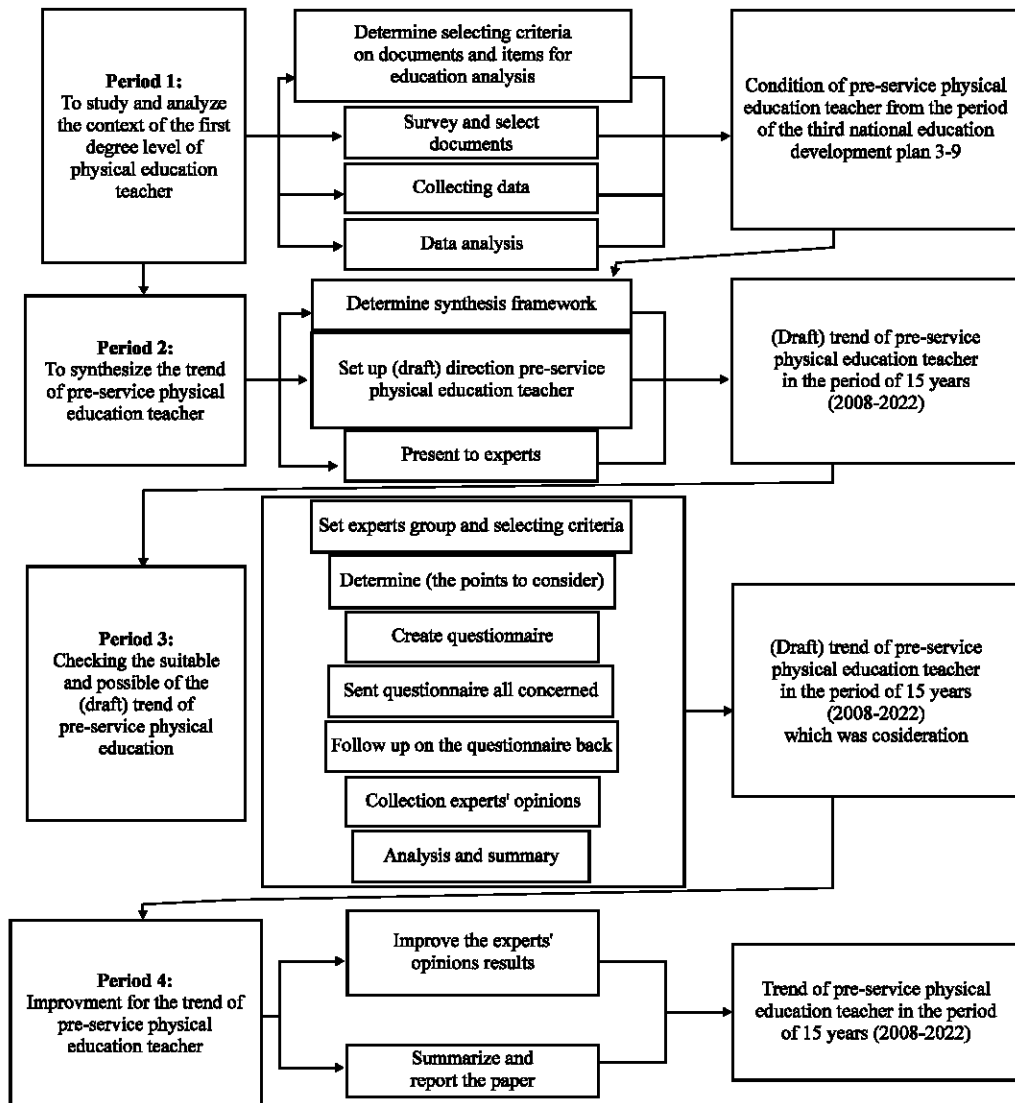 Period 1:
To study and analyze
the context of the first
degree level of
physical education
teacher
Determine selecting criteria
on documents and items for
education analysis
Survey and select
documents
Collecting data
Data analysis
Condition of pre-service physical
education teacher from the period
of the third national education
development plan 3-9
Period 2:
To synthesize the trend
of pre-service physical
education teacher
Determine synthesis framework
Set up (draft) direction pre-service
physical education teacher
Present to experts
(Draft) trend of pre-service
physical education teacher
in the period of 15 years
(2008-2022)
Period 3:
Checking the suitable
and possible of the
(draft) trend of
pre-service physical
education
Set experts group and selecting criteria
Determine (the points to consider)
Create questionnaire
Sent questionnaire all concerned
Follow up on the questionnaire back
Collection experts' opinions
Analysis and summary
(Draft) trend of pre-service
physical education teacher
in the period of 15 years
(2008-2022)
which was cosideration
Period 4:
Improvment for the trend of
pre-service physical
education teacher
Improve the experts'
opinions results
Summarize and
report the paper
Trend of pre-service physical
education teacher in the period
of 15 years (2008-2022)